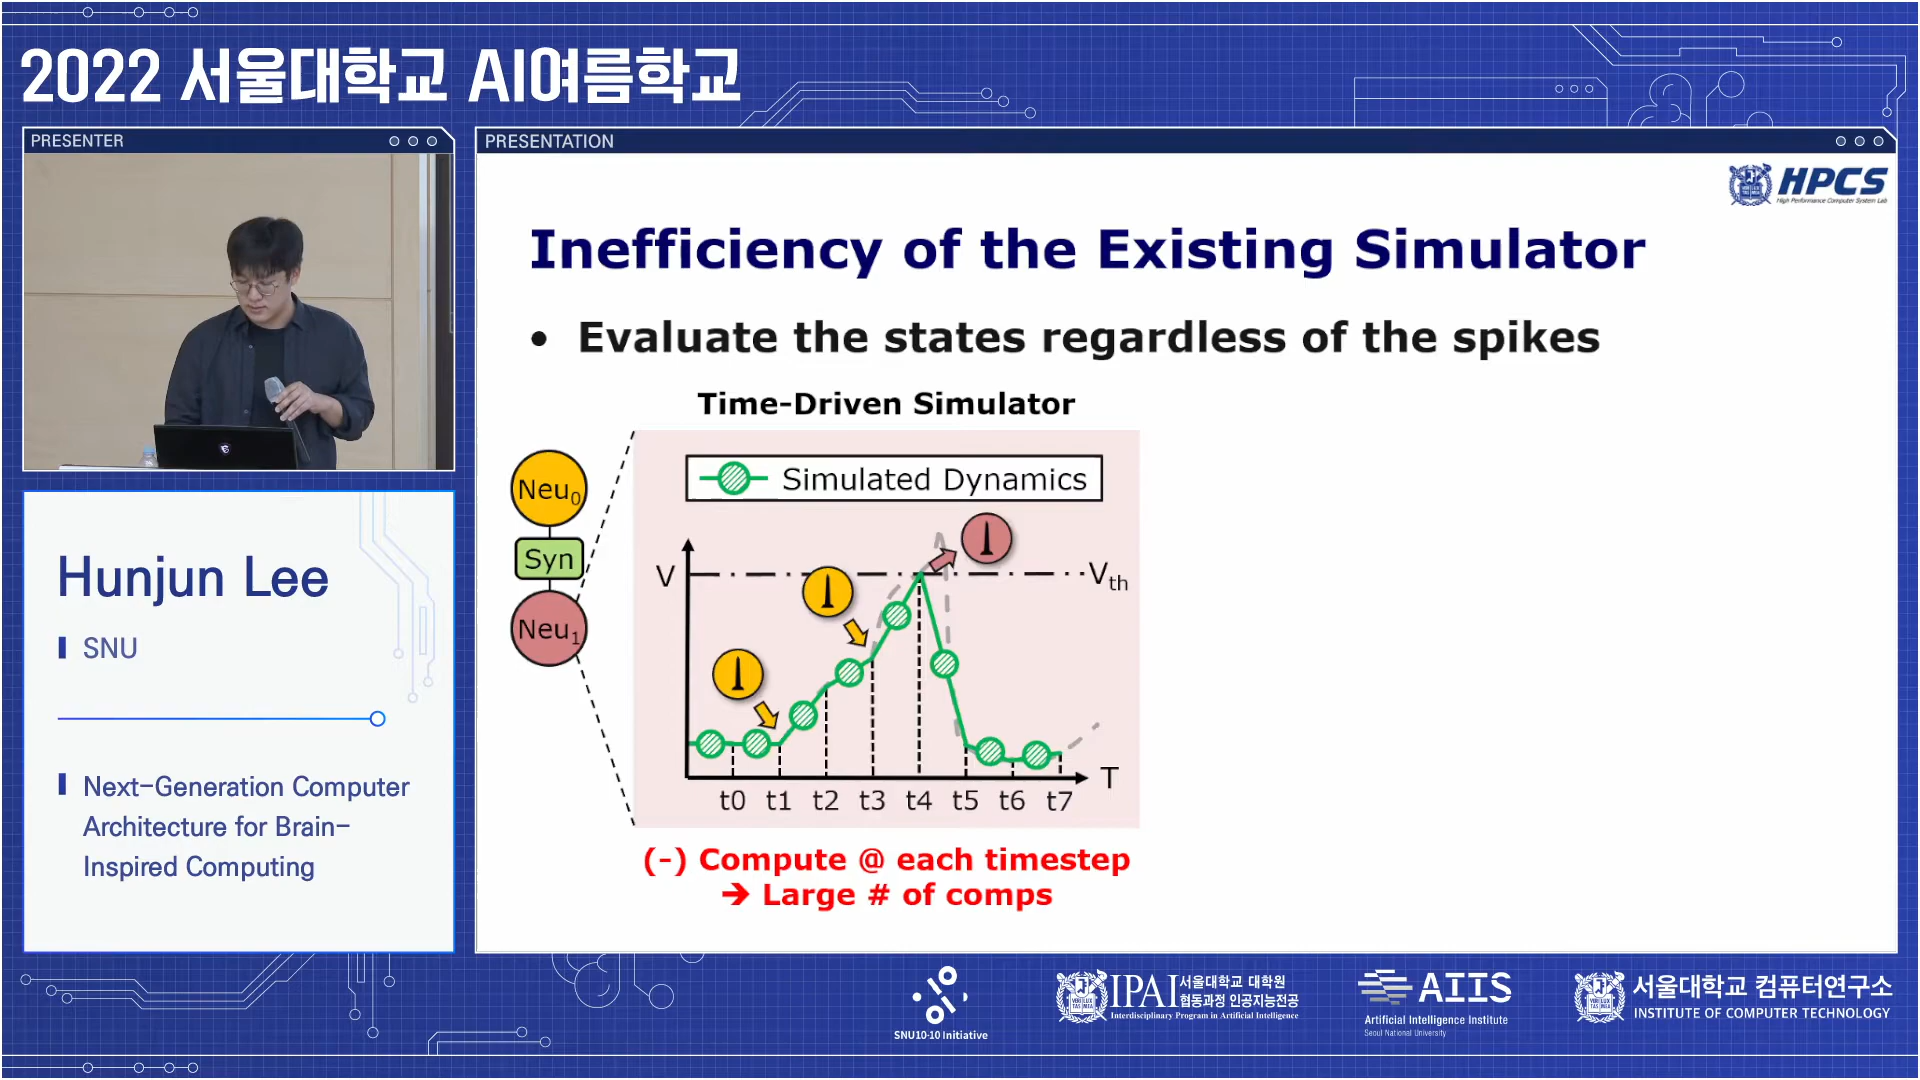 2022 서울대학교 AI여름학교
PRESENTER
PRESENTATION
HPCS
High Performance Computer System Lab
Inefficiency of the Existing Simulator
• Evaluate the states regardless of the spikes
Time-Driven Simulator
Neu0
Syn
Neu1
Simulated Dynamics
V
Vth
T
t0 t1 t2 t3 t4 t5 t6 t7
(-) Compute @ each timestep
➔ Large # of comps
Hunjun Lee
SNU
Next-Generation Computer
Architecture for Brain-
Inspired Computing
SNU10·10 Initiative
IPAI
서울대학교 대학원
협동과정 인공지능전공
Interdisciplinary Program in Artificial Intelligence
AIIS
Artificial Intelligence Institute
Seoul National University
서울대학교 컴퓨터연구소
INSTITUTE OF COMPUTER TECHNOLOGY